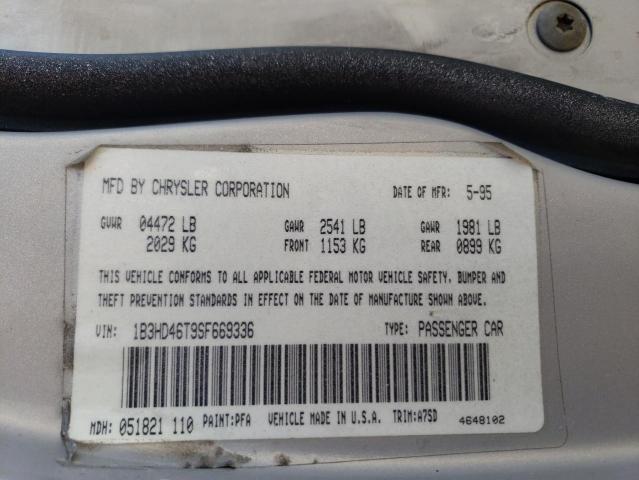 MFD BY CHRYSLER CORPORATION DATE OF MFR: 5-95
GVWR 04472 LB GAWR 2541 LB GAWR 1981 LB
2029 KG FRONT 1153 KG REAR 0899 KG
THIS VEHICLE CONFORMS TO ALL APPLICABLE FEDERAL MOTOR VEHICLE SAFETY, BUMPER AND
THEFT PREVENTION STANDARDS IN EFFECT ON THE DATE OF MANUFACTURE SHOWN ABOVE.
VIN: 1B3HD46T9SF669336 TYPE: PASSENGER CAR
MDH: 051821 110 PAINT:PFA VEHICLE MADE IN U.S.A. TRIM:A7SD 4648102